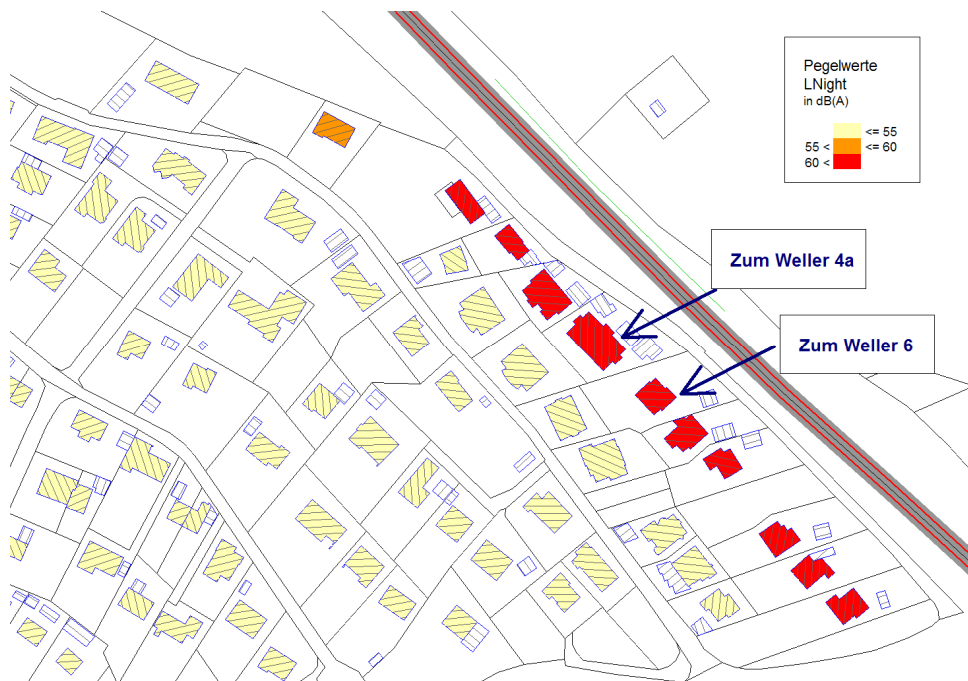 Pegelwerte
LNight
in dB(A)
<= 55
55 < <= 60
60 <
Zum Weller 4a
Zum Weller 6